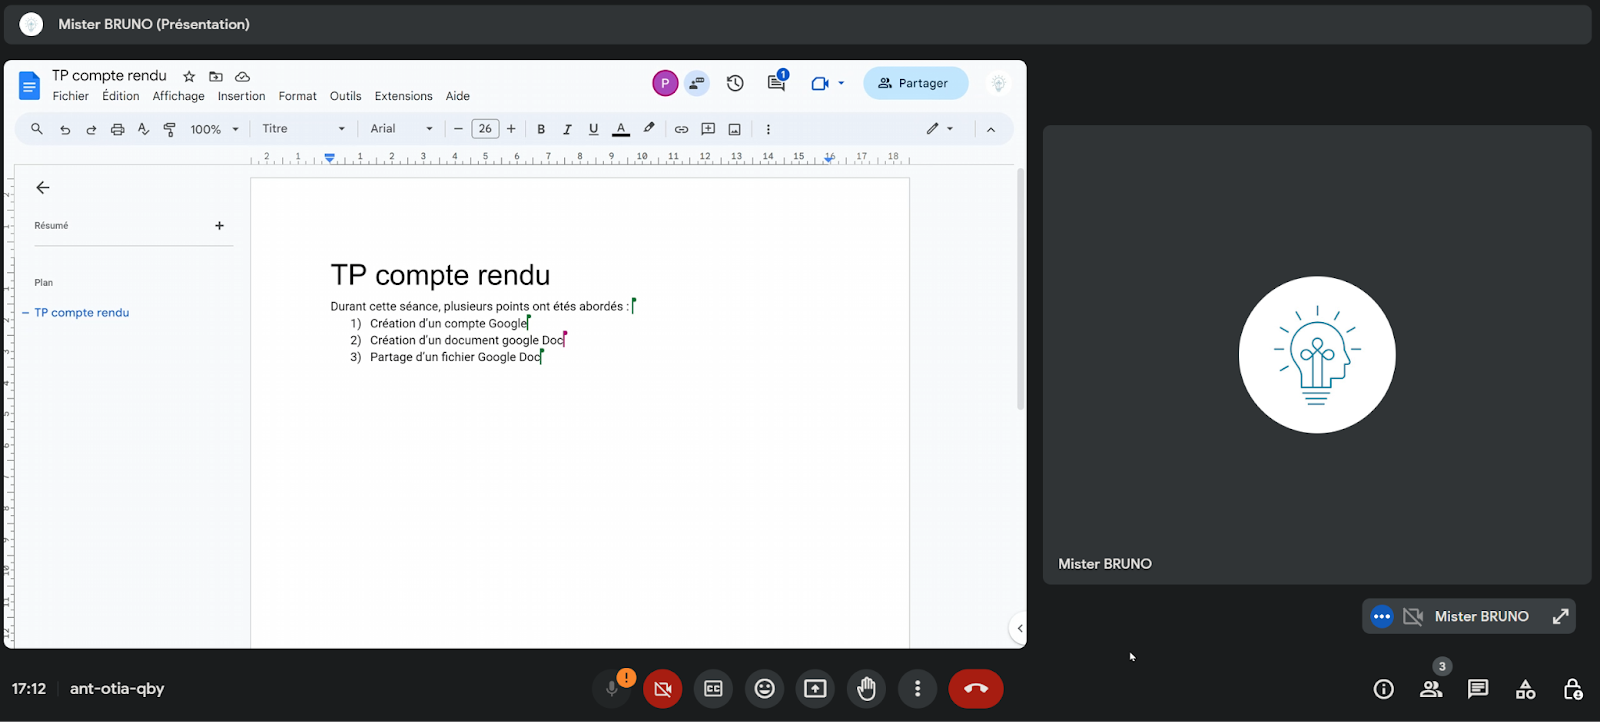 Mister BRUNO (Présentation)
TP compte rendu
P
1
Partager
Fichier Édition Affichage Insertion Format Outils Extensions Aide
100% Titre Arial — 26 + B I U A
2 1 1 2 3 4 5 6 7 8 9 10 11 12 13 14 15 16 17 18
Résumé +
Plan
TP compte rendu
TP compte rendu
Durant cette séance, plusieurs points ont étés abordés :
1) Création d'un compte Google
2) Création d'un document google Doc
3) Partage d'un fichier Google Doc
Mister BRUNO
Mister BRUNO
17:12 ant-otia-qby
!
CC
3